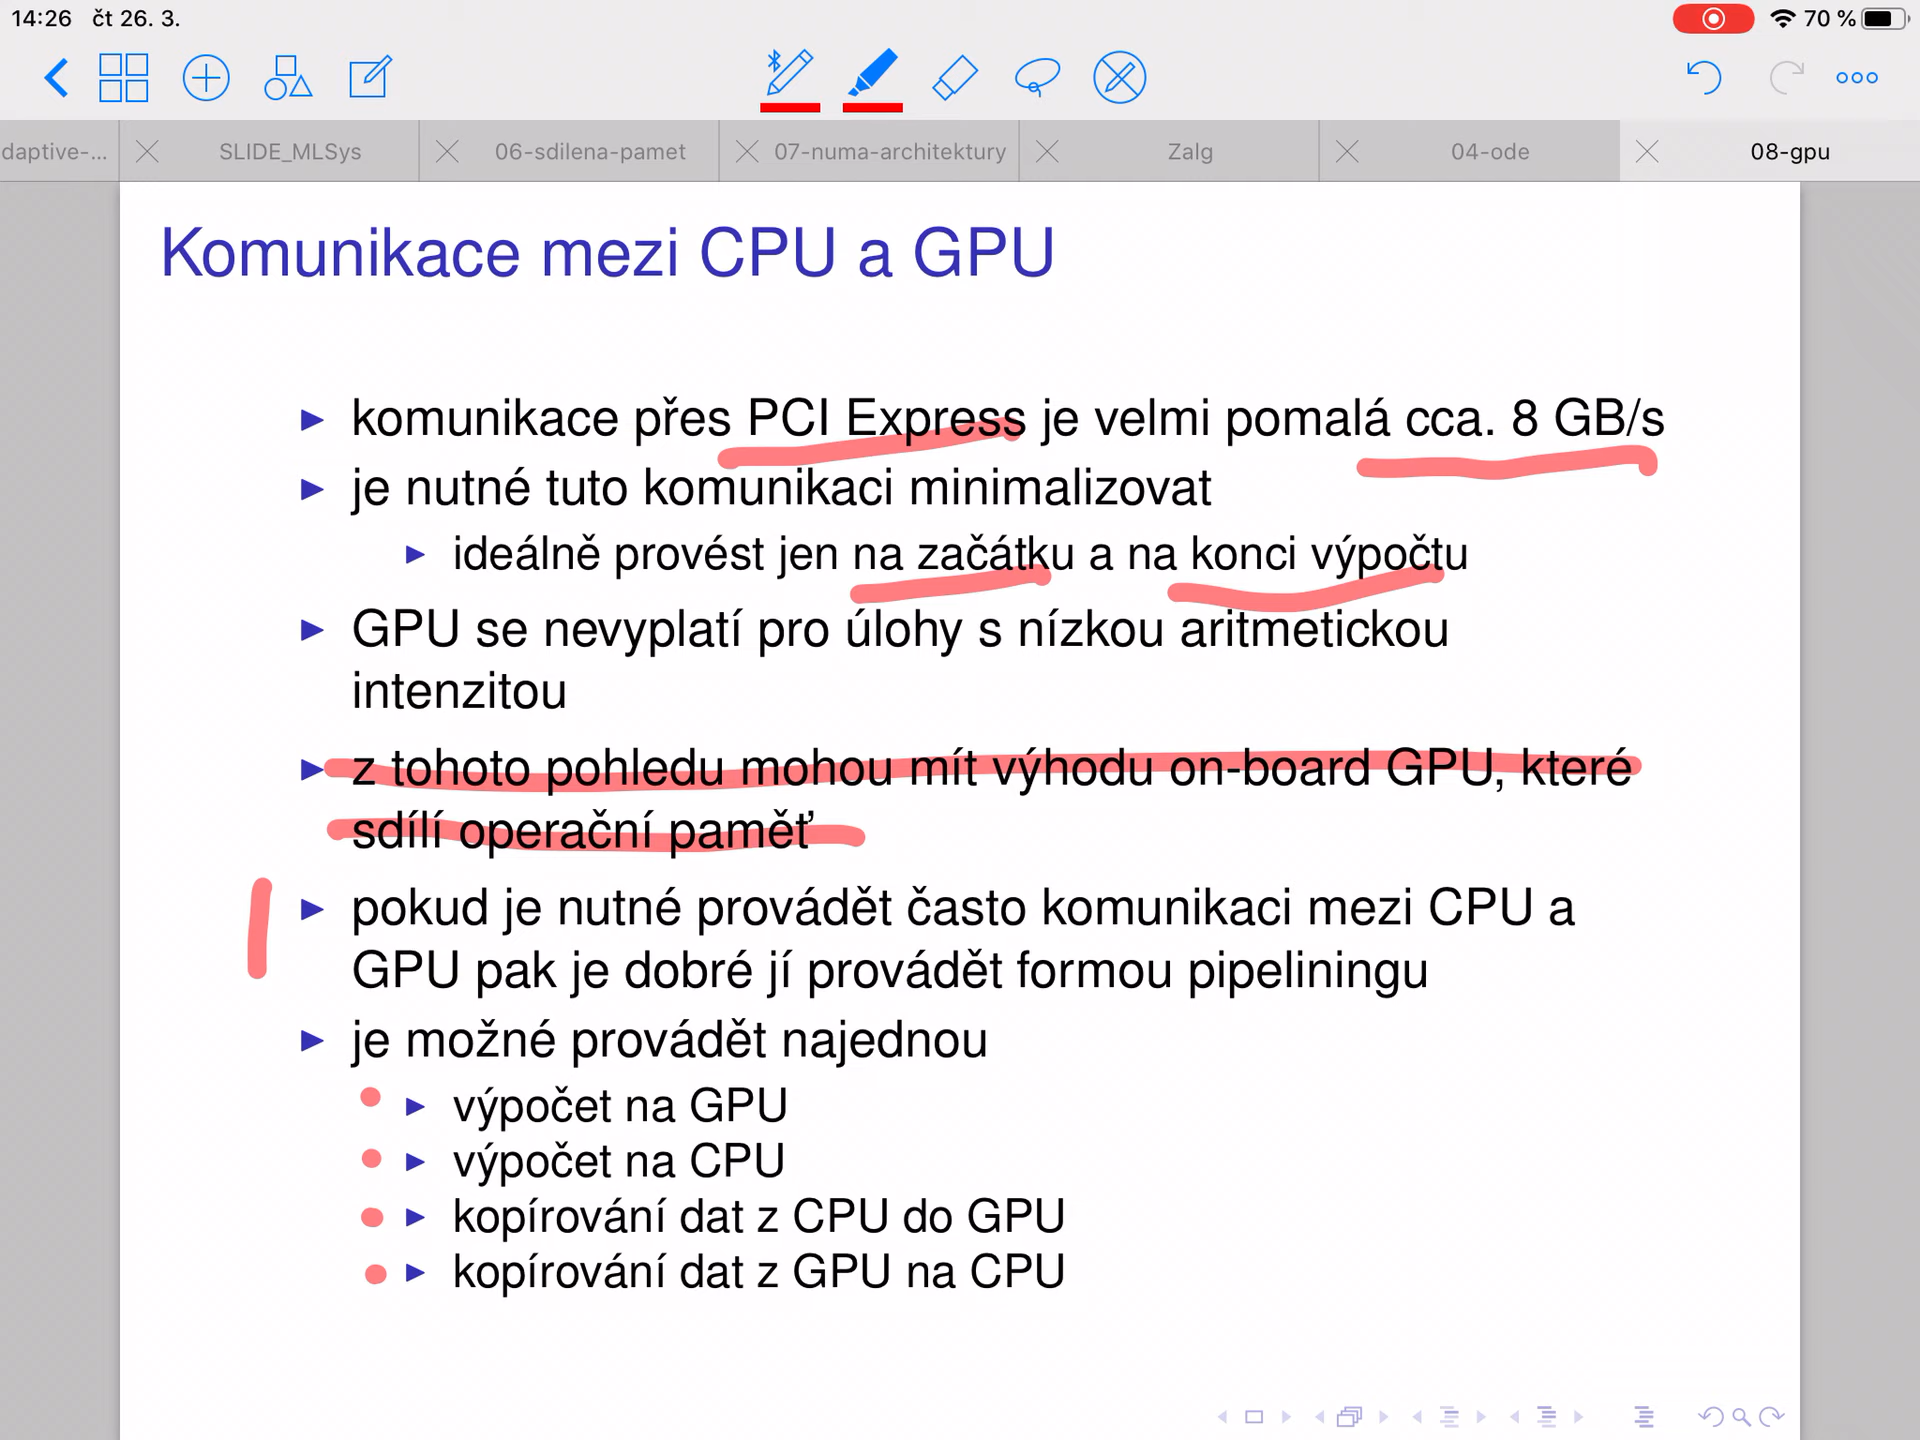 14:26 čt 26. 3.
70 %
daptive-...
SLIDE_MLSys
06-sdilena-pamet
07-numa-architektury
Zalg
04-ode
08-gpu
Komunikace mezi CPU a GPU
komunikace přes PCI Express je velmi pomalá cca. 8 GB/s
je nutné tuto komunikaci minimalizovat
ideálně provést jen na začátku a na konci výpočtu
GPU se nevyplatí pro úlohy s nízkou aritmetickou
intenzitou
z tohoto pohledu mohou mít výhodu on-board GPU, které
sdílí operační paměť
pokud je nutné provádět často komunikaci mezi CPU a
GPU pak je dobré jí provádět formou pipeliningu
je možné provádět najednou
výpočet na GPU
výpočet na CPU
kopírování dat z CPU do GPU
kopírování dat z GPU na CPU